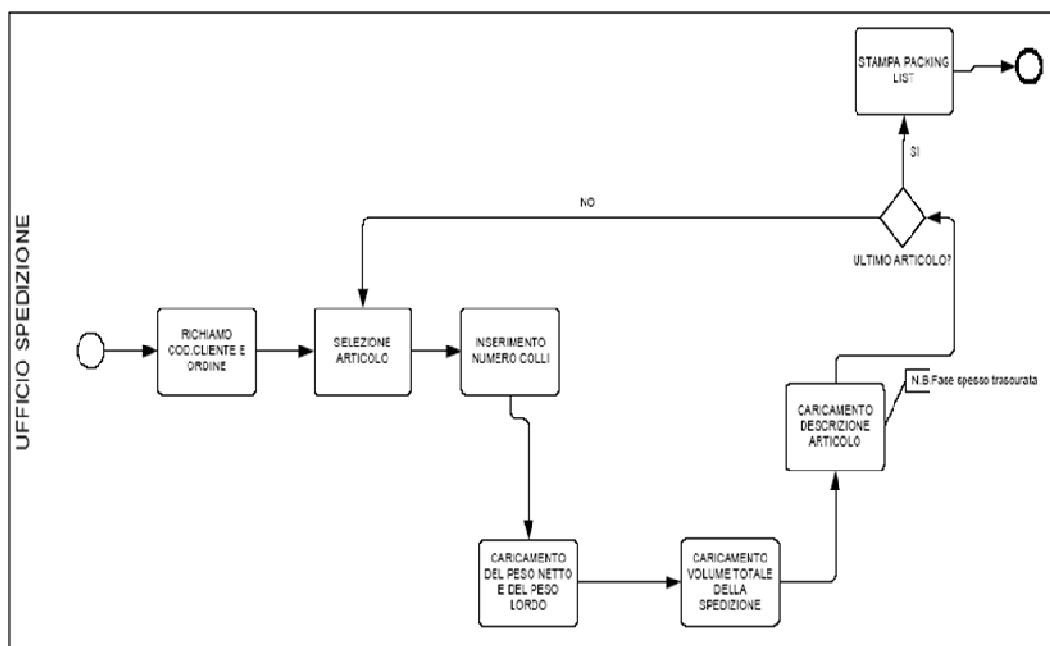 UFFICIO SPEDIZIONE
RICHIAMO
COD.CLIENTE E
ORDINE
SELEZIONE
ARTICOLO
INSERIMENTO
NUMERO COLLI
CARICAMENTO
DEL PESO NETTO
E DEL PESO
LORDO
CARICAMENTO
VOLUME TOTALE
DELLA
SPEDIZIONE
CARICAMENTO
DESCRIZIONE
ARTICOLO
N.B.Fase spesso trascurata
ULTIMO ARTICOLO?
NO
SI
STAMPA PACKING
LIST